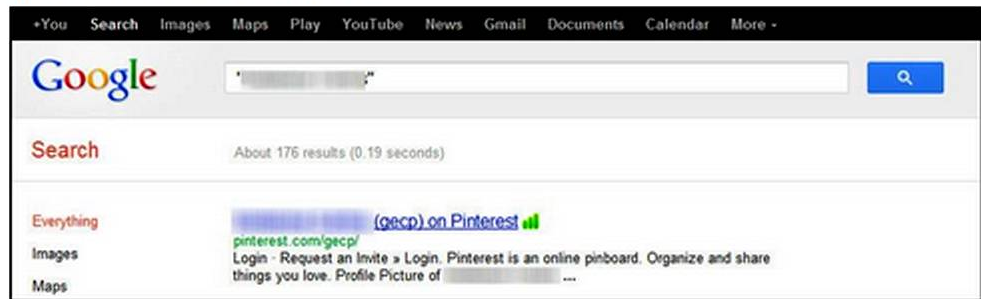 +You Search Images Maps Play YouTube News Gmail Documents Calendar More
Google
" "
Search About 176 results (0.19 seconds)
Everything
(gecp) on Pinterest
pinterest.com/gecp/
Images
Login - Request an Invite » Login. Pinterest is an online pinboard. Organize and share
things you love. Profile Picture of ...
Maps